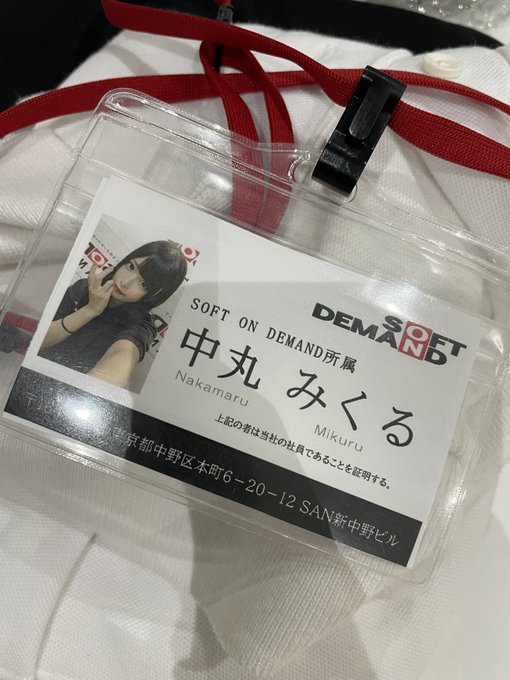 SOFT ON DEMAND所属
SOFT
DEMAND
ON
中丸 みくる
Nakamaru Mikuru
上記の者は当社の社員であることを証明する。
東京都中野区本町6-20-12 SAN新中野ビル